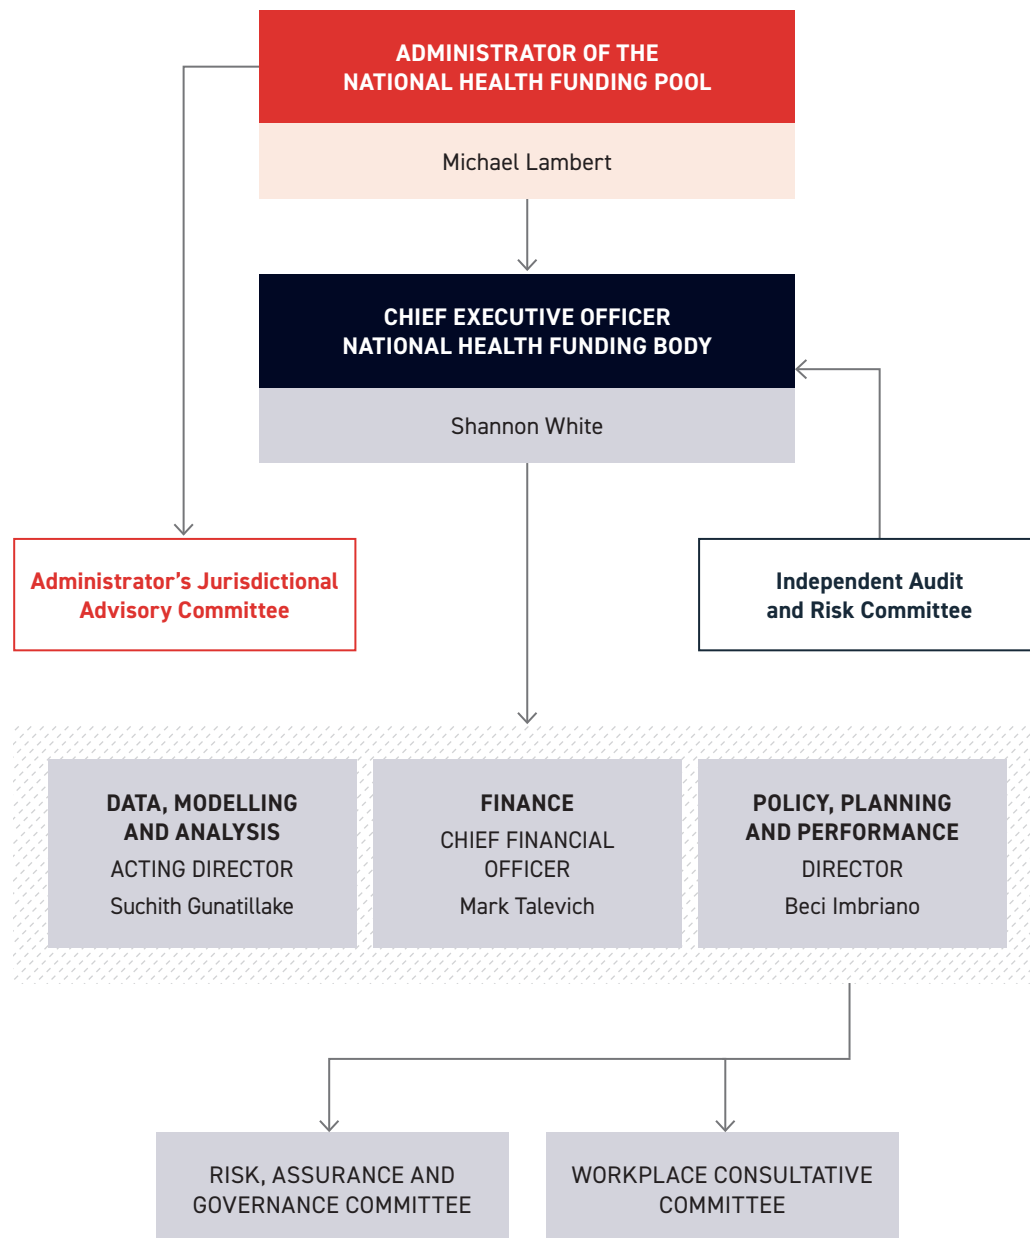 ADMINISTRATOR OF THE
NATIONAL HEALTH FUNDING POOL
Michael Lambert
CHIEF EXECUTIVE OFFICER
NATIONAL HEALTH FUNDING BODY
Shannon White
Administrator’s Jurisdictional
Advisory Committee
Independent Audit
and Risk Committee
DATA, MODELLING
AND ANALYSIS
ACTING DIRECTOR
Suchith Gunatillake
FINANCE
CHIEF FINANCIAL
OFFICER
Mark Talevich
POLICY, PLANNING
AND PERFORMANCE
DIRECTOR
Beci Imbriano
RISK, ASSURANCE AND
GOVERNANCE COMMITTEE
WORKPLACE CONSULTATIVE
COMMITTEE